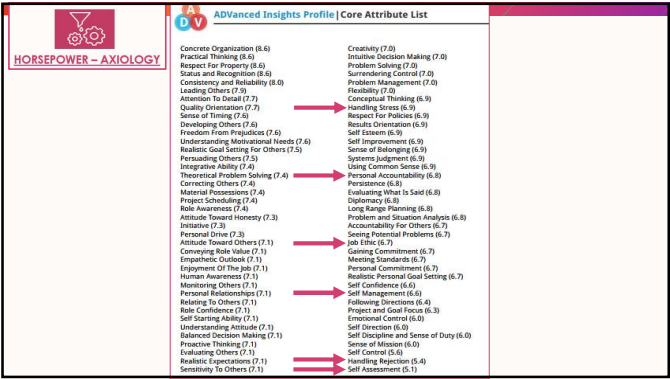 HORSEPOWER – AXIOLOGY
A
D V
ADVanced Insights Profile | Core Attribute List
Concrete Organization (8.6)
Practical Thinking (8.6)
Respect For Property (8.6)
Status and Recognition (8.6)
Consistency and Reliability (8.0)
Leading Others (7.9)
Attention To Detail (7.7)
Quality Orientation (7.7)
Sense of Timing (7.6)
Developing Others (7.6)
Freedom From Prejudices (7.6)
Understanding Motivational Needs (7.6)
Realistic Goal Setting For Others (7.5)
Persuading Others (7.5)
Integrative Ability (7.4)
Theoretical Problem Solving (7.4)
Correcting Others (7.4)
Material Possessions (7.4)
Project Scheduling (7.4)
Role Awareness (7.4)
Attitude Toward Honesty (7.3)
Initiative (7.3)
Personal Drive (7.3)
Attitude Toward Others (7.1)
Conveying Role Value (7.1)
Empathetic Outlook (7.1)
Enjoyment Of The Job (7.1)
Human Awareness (7.1)
Monitoring Others (7.1)
Personal Relationships (7.1)
Relating To Others (7.1)
Role Confidence (7.1)
Self Starting Ability (7.1)
Understanding Attitude (7.1)
Balanced Decision Making (7.1)
Proactive Thinking (7.1)
Evaluating Others (7.1)
Realistic Expectations (7.1)
Sensitivity To Others (7.1)
Creativity (7.0)
Intuitive Decision Making (7.0)
Problem Solving (7.0)
Surrendering Control (7.0)
Problem Management (7.0)
Flexibility (7.0)
Conceptual Thinking (6.9)
Handling Stress (6.9)
Respect For Policies (6.9)
Results Orientation (6.9)
Self Esteem (6.9)
Self Improvement (6.9)
Sense of Belonging (6.9)
Systems Judgment (6.9)
Using Common Sense (6.9)
Personal Accountability (6.8)
Persistence (6.8)
Evaluating What Is Said (6.8)
Diplomacy (6.8)
Long Range Planning (6.8)
Problem and Situation Analysis (6.8)
Accountability For Others (6.7)
Seeing Potential Problems (6.7)
Job Ethic (6.7)
Gaining Commitment (6.7)
Meeting Standards (6.7)
Personal Commitment (6.7)
Realistic Personal Goal Setting (6.7)
Self Confidence (6.6)
Self Management (6.6)
Following Directions (6.4)
Project and Goal Focus (6.3)
Emotional Control (6.0)
Self Direction (6.0)
Self Discipline and Sense of Duty (6.0)
Sense of Mission (6.0)
Self Control (5.6)
Handling Rejection (5.4)
Self Assessment (5.1)